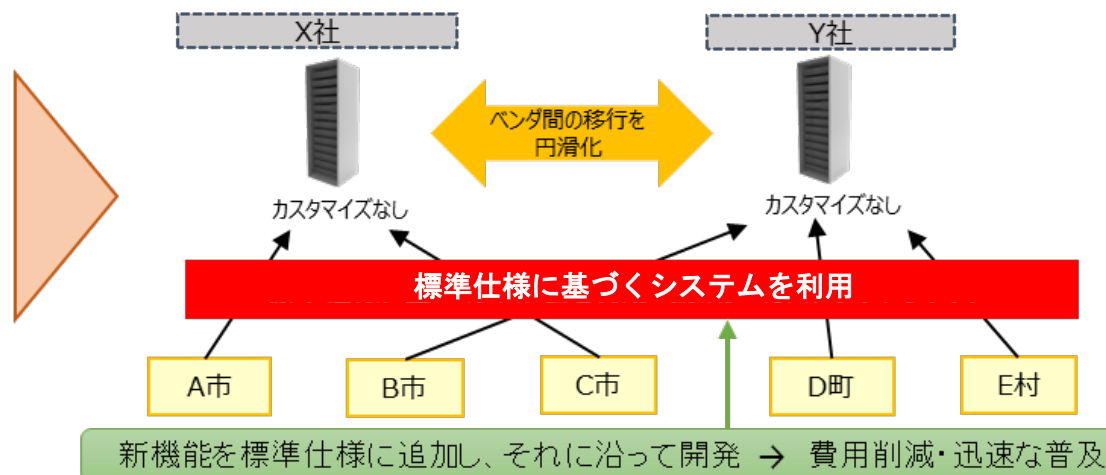 X社
Y社
ベンダ間の移行を
円滑化
カスタマイズなし
カスタマイズなし
標準仕様に基づくシステムを利用
A市
B市
C市
D町
E村
新機能を標準仕様に追加し、それに沿って開発 → 費用削減・迅速な普及